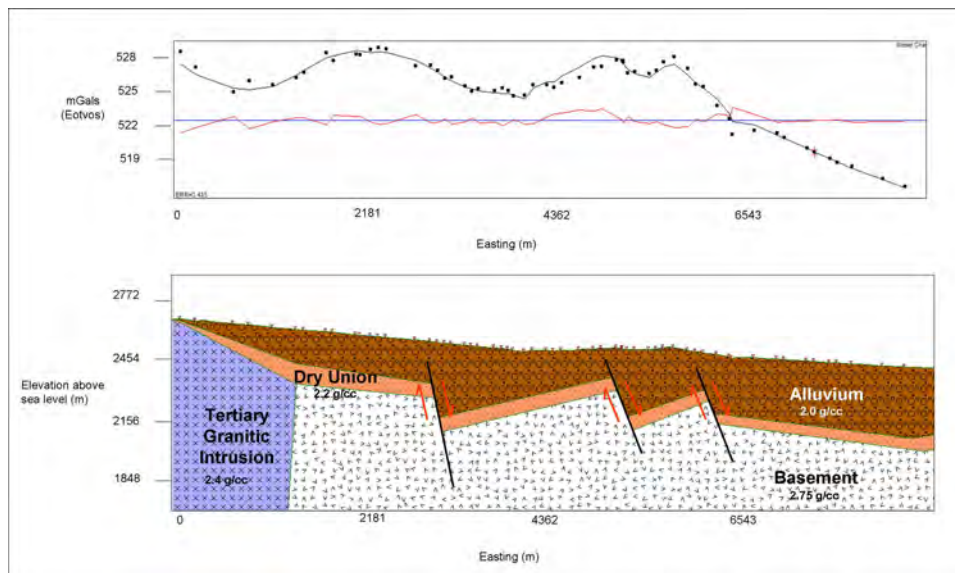 528
525
522
519
mGals
(Eotvos)
0
2181
4362
6543
Easting (m)
2772
2454
2156
1848
Elevation above
sea level (m)
Dry Union
2.2 g/cc
Tertiary
Granitic
Intrusion
2.4 g/cc
Alluvium
2.0 g/cc
Basement
2.75 g/cc
0
2181
4362
6543
Easting (m)